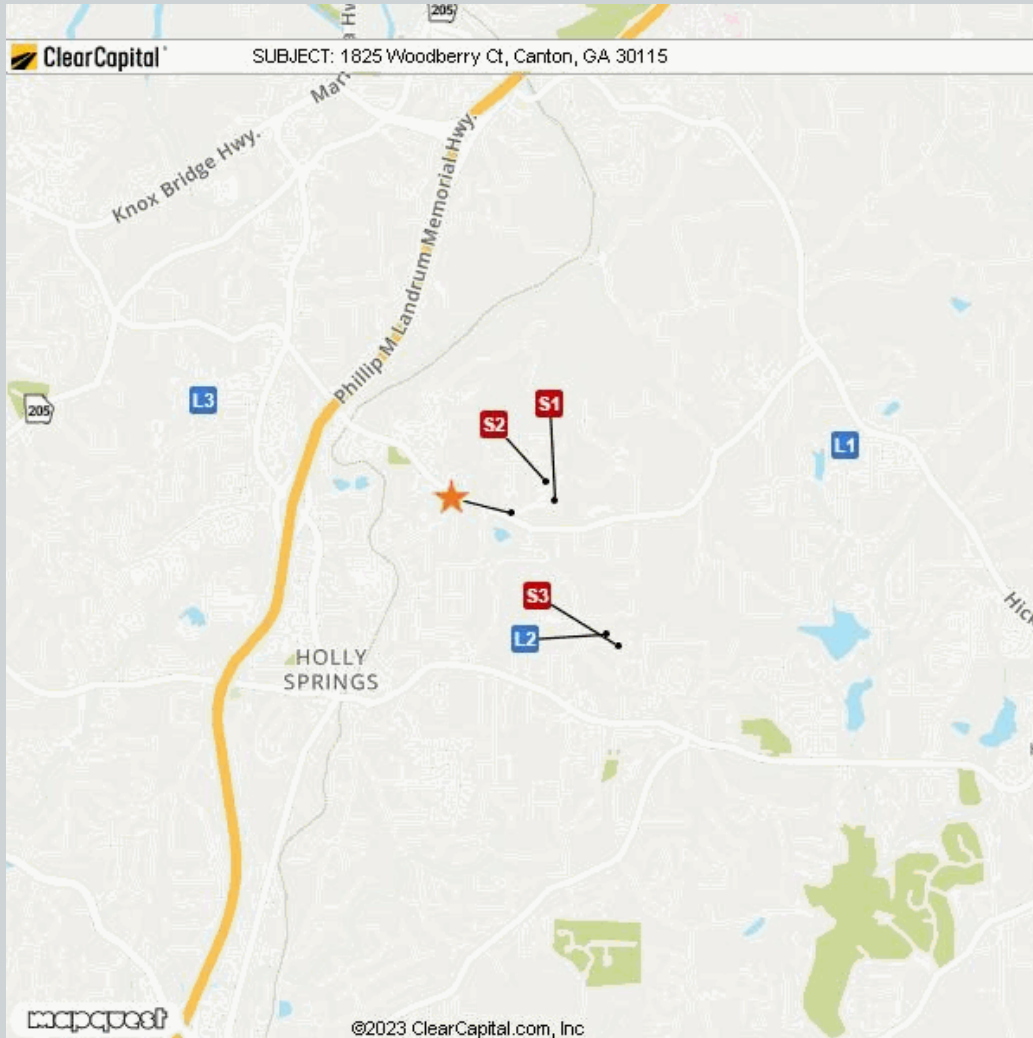 205
ClearCapital
SUBJECT: 1825 Woodberry Ct, Canton, GA 30115
Knox Bridge Hwy.
Phillip M Landrum Memorial Hwy.
L3
205
S1
S2
L1
S3
L2
HOLLY
SPRINGS
mapquest
©2023 ClearCapital.com, Inc